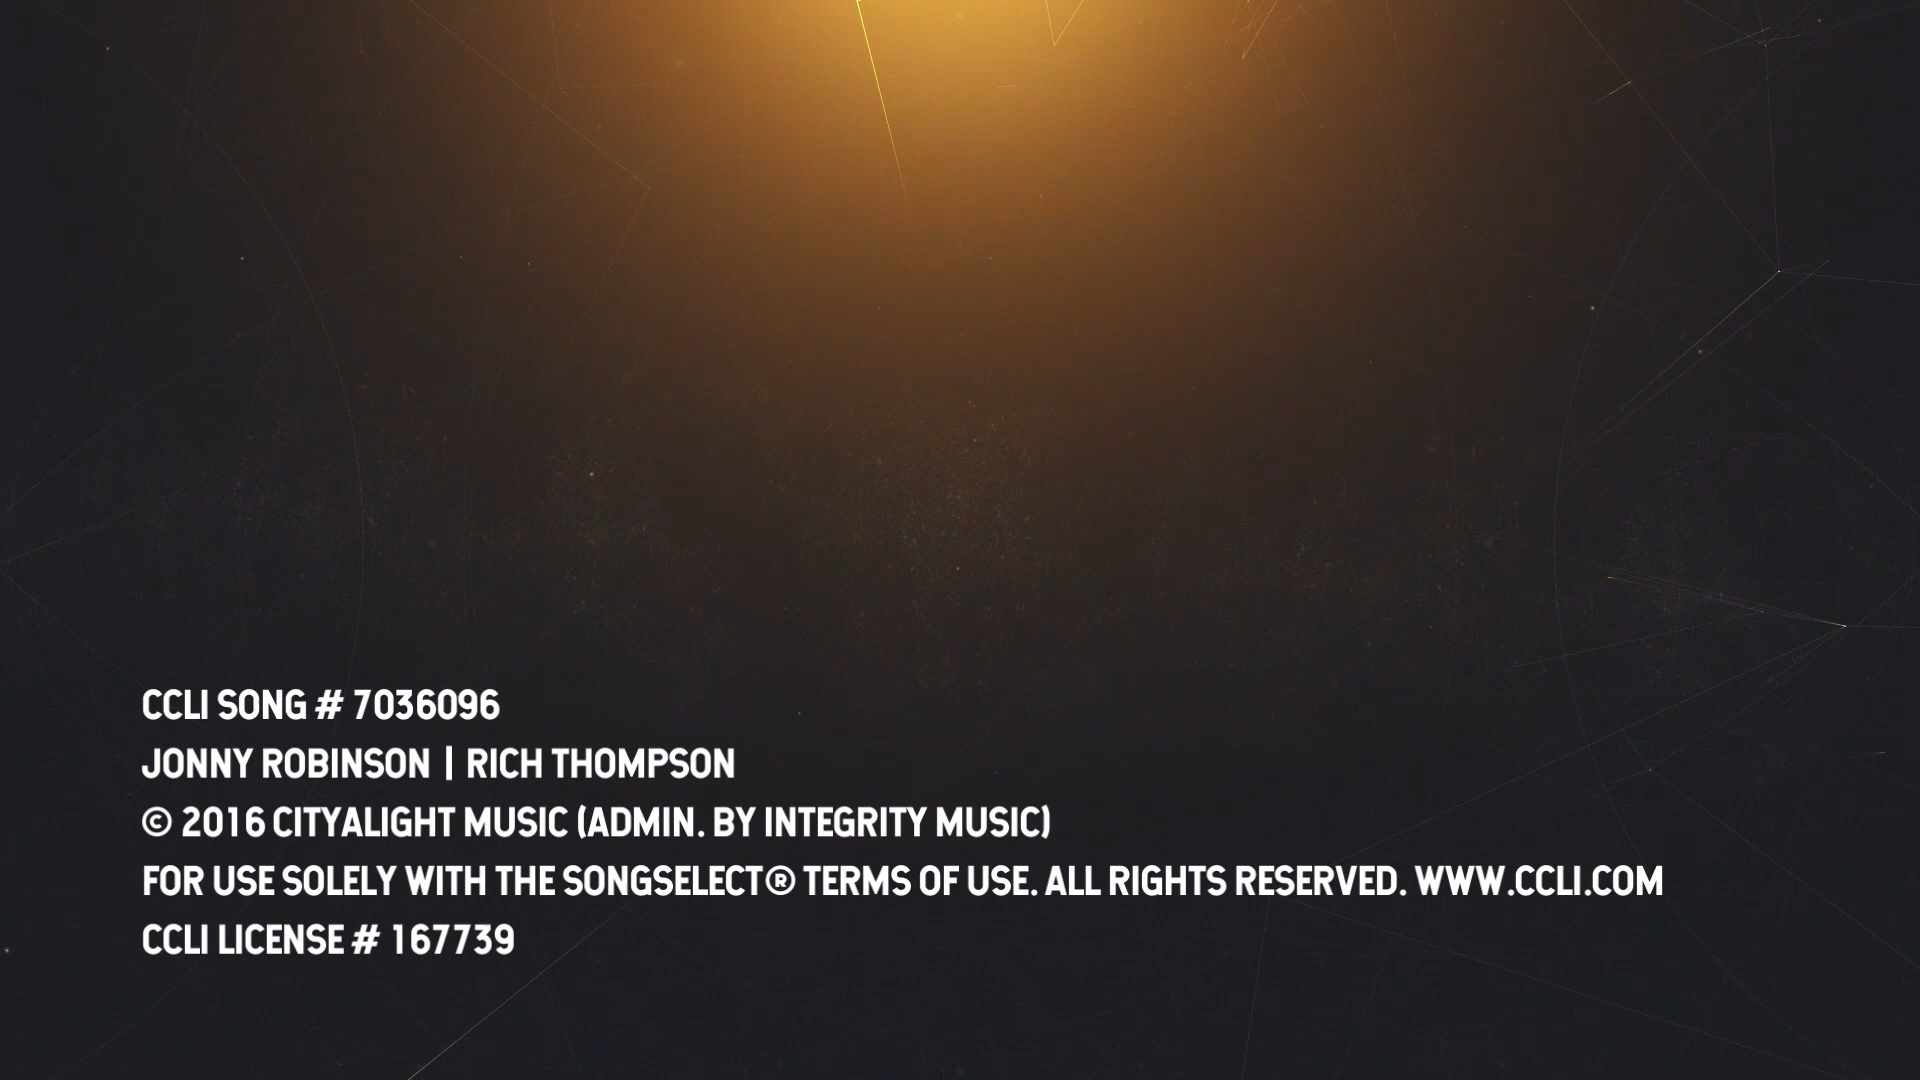 CCLI SONG # 7036096
JONNY ROBINSON | RICH THOMPSON
© 2016 CITYALIGHT MUSIC (ADMIN. BY INTEGRITY MUSIC)
FOR USE SOLELY WITH THE SONGSELECT® TERMS OF USE. ALL RIGHTS RESERVED. WWW.CCLI.COM
CCLI LICENSE # 167739